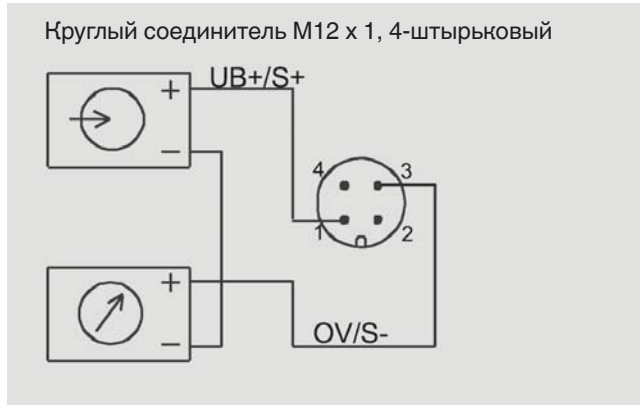 Круглый соединитель M12 x 1, 4-штырьковый
UB+/S+
+
−
4 3
1 2
+
−
OV/S-